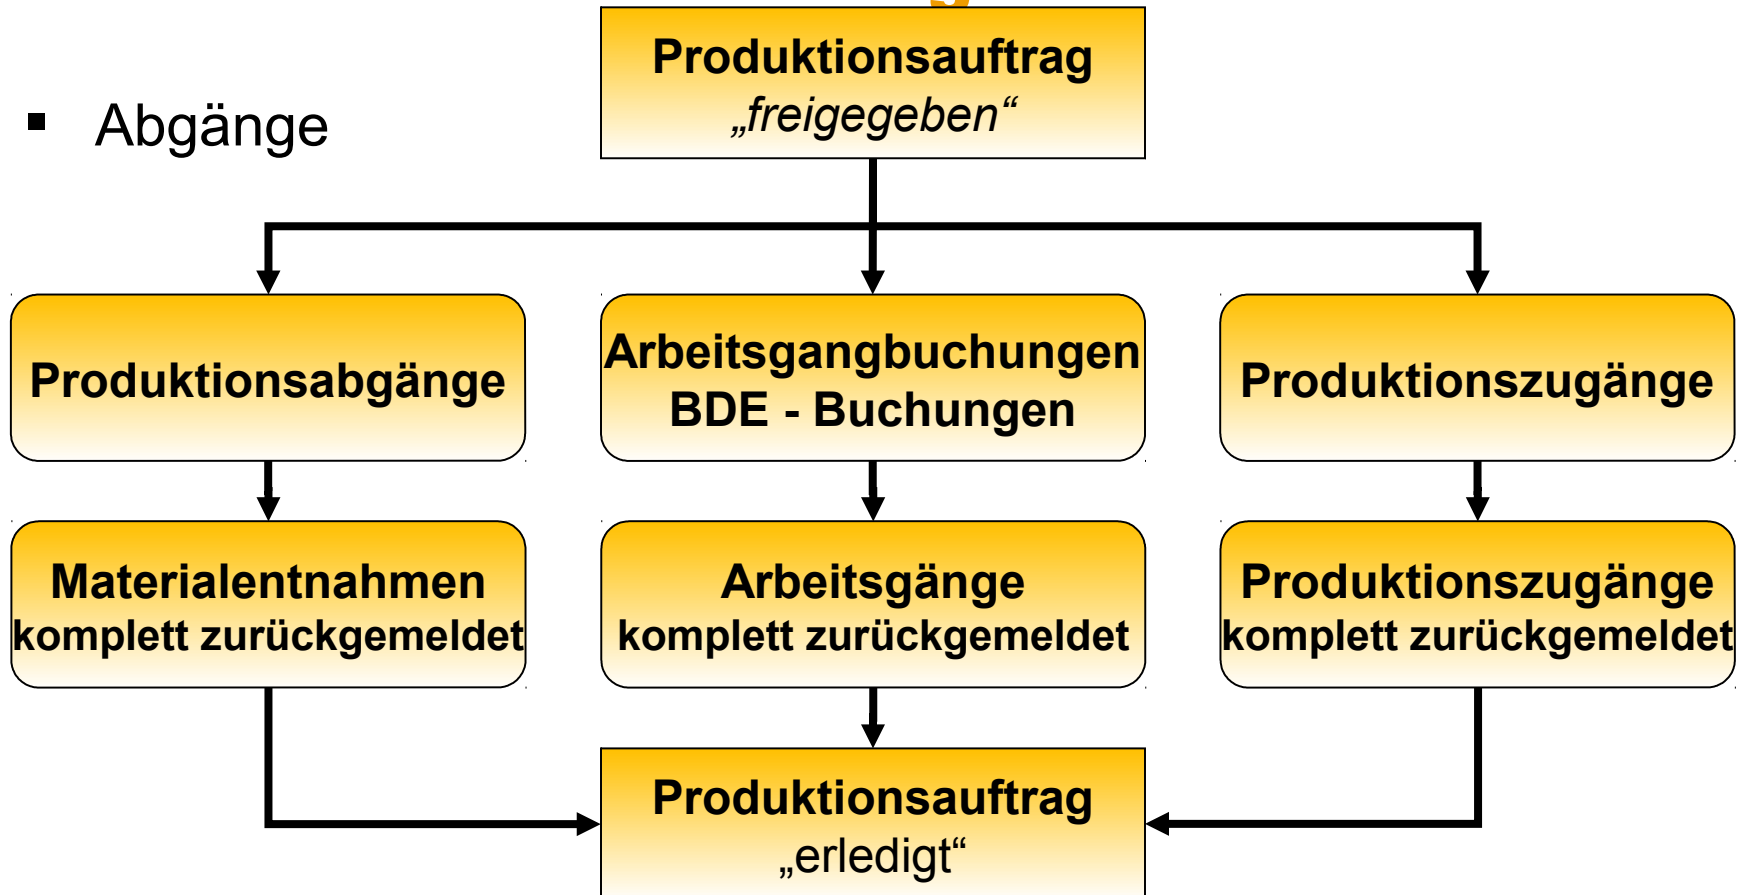 Produktionsauftrag
„freigegeben“
▪ Abgänge
Produktionsabgänge
Arbeitsgangbuchungen
BDE - Buchungen
Produktionszugänge
Materialentnahmen
komplett zurückgemeldet
Arbeitsgänge
komplett zurückgemeldet
Produktionszugänge
komplett zurückgemeldet
Produktionsauftrag
„erledigt“